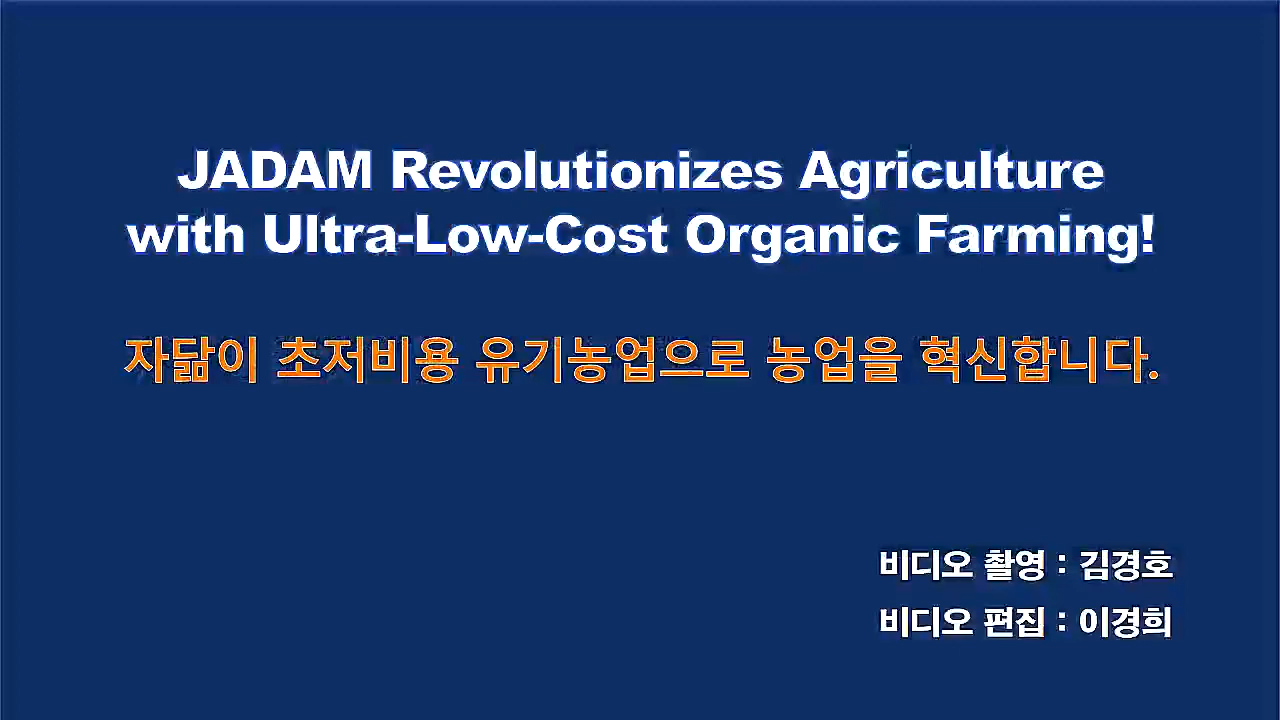 JADAM Revolutionizes Agriculture
with Ultra-Low-Cost Organic Farming!
자닮이 초저비용 유기농업으로 농업을 혁신합니다.
비디오 촬영 : 김경호
비디오 편집 : 이경희